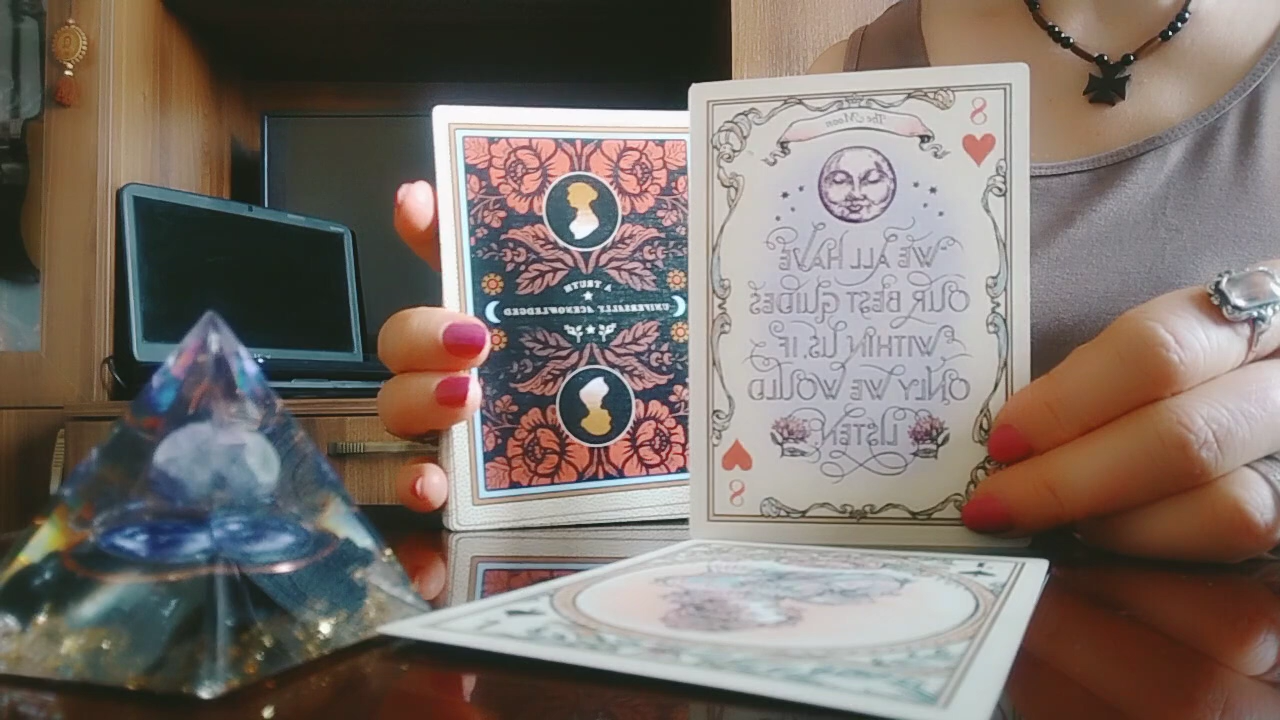 A TRUTH
UNIVERSALLY ACKNOWLEDGED
8
The Moon
WE ALL HAVE
OUR BEST GUIDES
WITHIN US, IF
ONLY WE WOULD
LISTEN
8